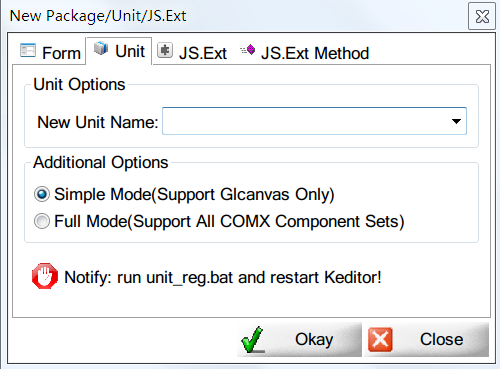 New Package/Unit/JS.Ext
Form
Unit
JS.Ext
JS.Ext Method
Unit Options
New Unit Name:
Additional Options
Simple Mode(Support Glcanvas Only)
Full Mode(Support All COMX Component Sets)
Notify: run unit_reg.bat and restart Keditor!
Okay
Close